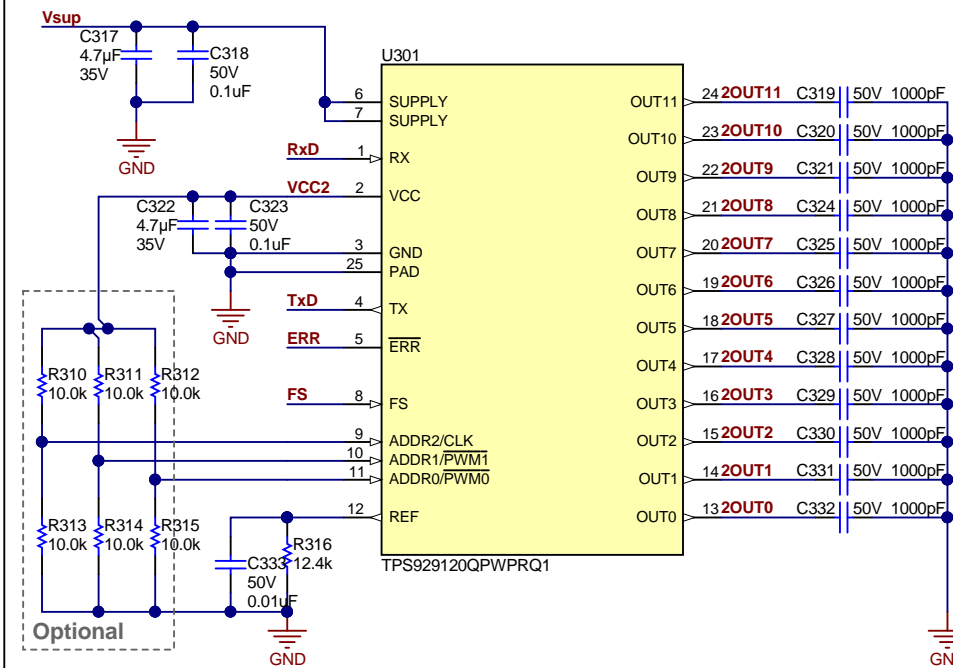 Vsup
C317
4.7µF
35V
C318
50V
0.1uF
GND
U301
6 SUPPLY
7 SUPPLY
RxD 1 RX
VCC2 2 VCC
C322
4.7µF
35V
C323
50V
0.1uF
3 GND
25 PAD
GND
TxD 4 TX
ERR 5 ERR
FS 8 FS
9 ADDR2/CLK
10 ADDR1/PWM1
11 ADDR0/PWM0
12 REF
R310
10.0k
R311
10.0k
R312
10.0k
R313
10.0k
R314
10.0k
R315
10.0k
Optional
C333
50V
0.01uF
R316
12.4k
GND
OUT11 24 2OUT11 C319 50V 1000pF
OUT10 23 2OUT10 C320 50V 1000pF
OUT9 22 2OUT9 C321 50V 1000pF
OUT8 21 2OUT8 C324 50V 1000pF
OUT7 20 2OUT7 C325 50V 1000pF
OUT6 19 2OUT6 C326 50V 1000pF
OUT5 18 2OUT5 C327 50V 1000pF
OUT4 17 2OUT4 C328 50V 1000pF
OUT3 16 2OUT3 C329 50V 1000pF
OUT2 15 2OUT2 C330 50V 1000pF
OUT1 14 2OUT1 C331 50V 1000pF
OUT0 13 2OUT0 C332 50V 1000pF
TPS929120QPWPRQ1